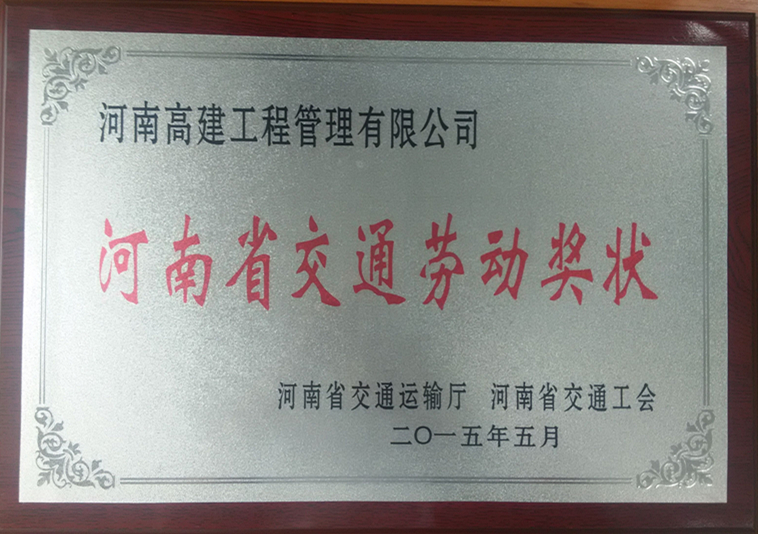 河南高建工程管理有限公司
河南省交通劳动奖状
河南省交通运输厅 河南省交通工会
二〇一五年五月